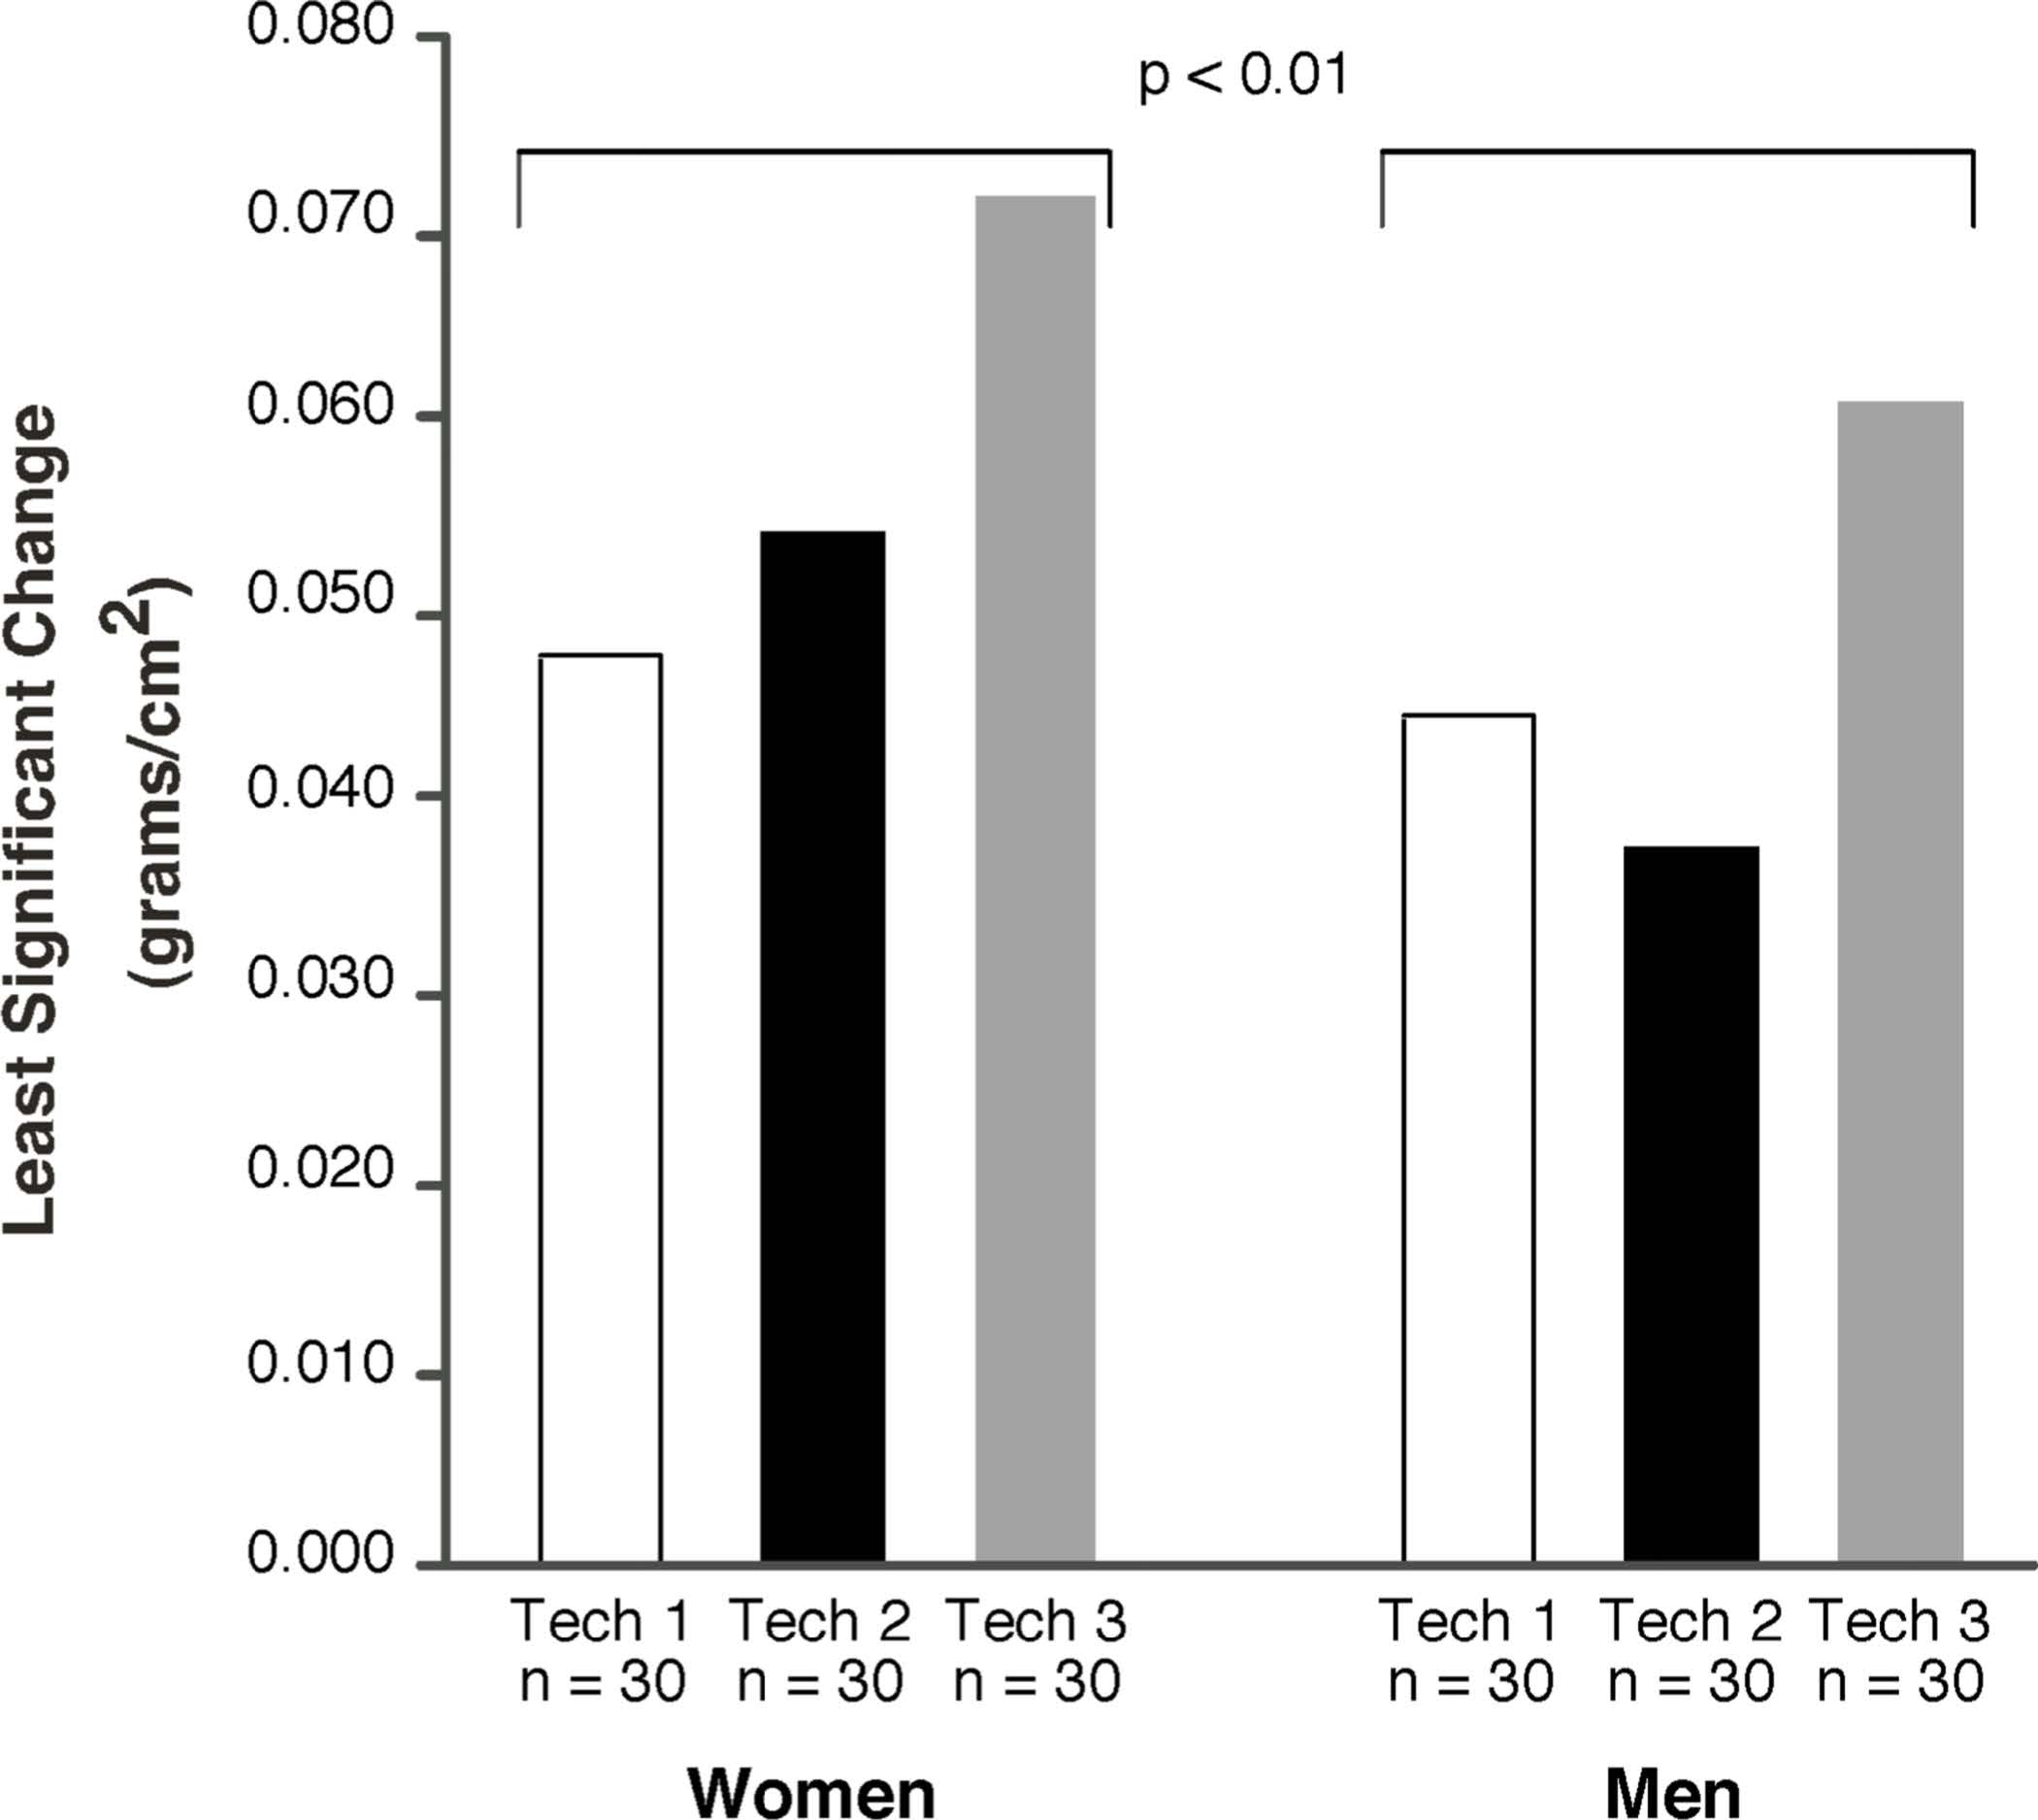 Least Significant Change
(grams/cm²)
0.080
0.070
0.060
0.050
0.040
0.030
0.020
0.010
0.000
p < 0.01
Tech 1 Tech 2 Tech 3 Tech 1 Tech 2 Tech 3
n = 30 n = 30 n = 30 n = 30 n = 30 n = 30
Women Men